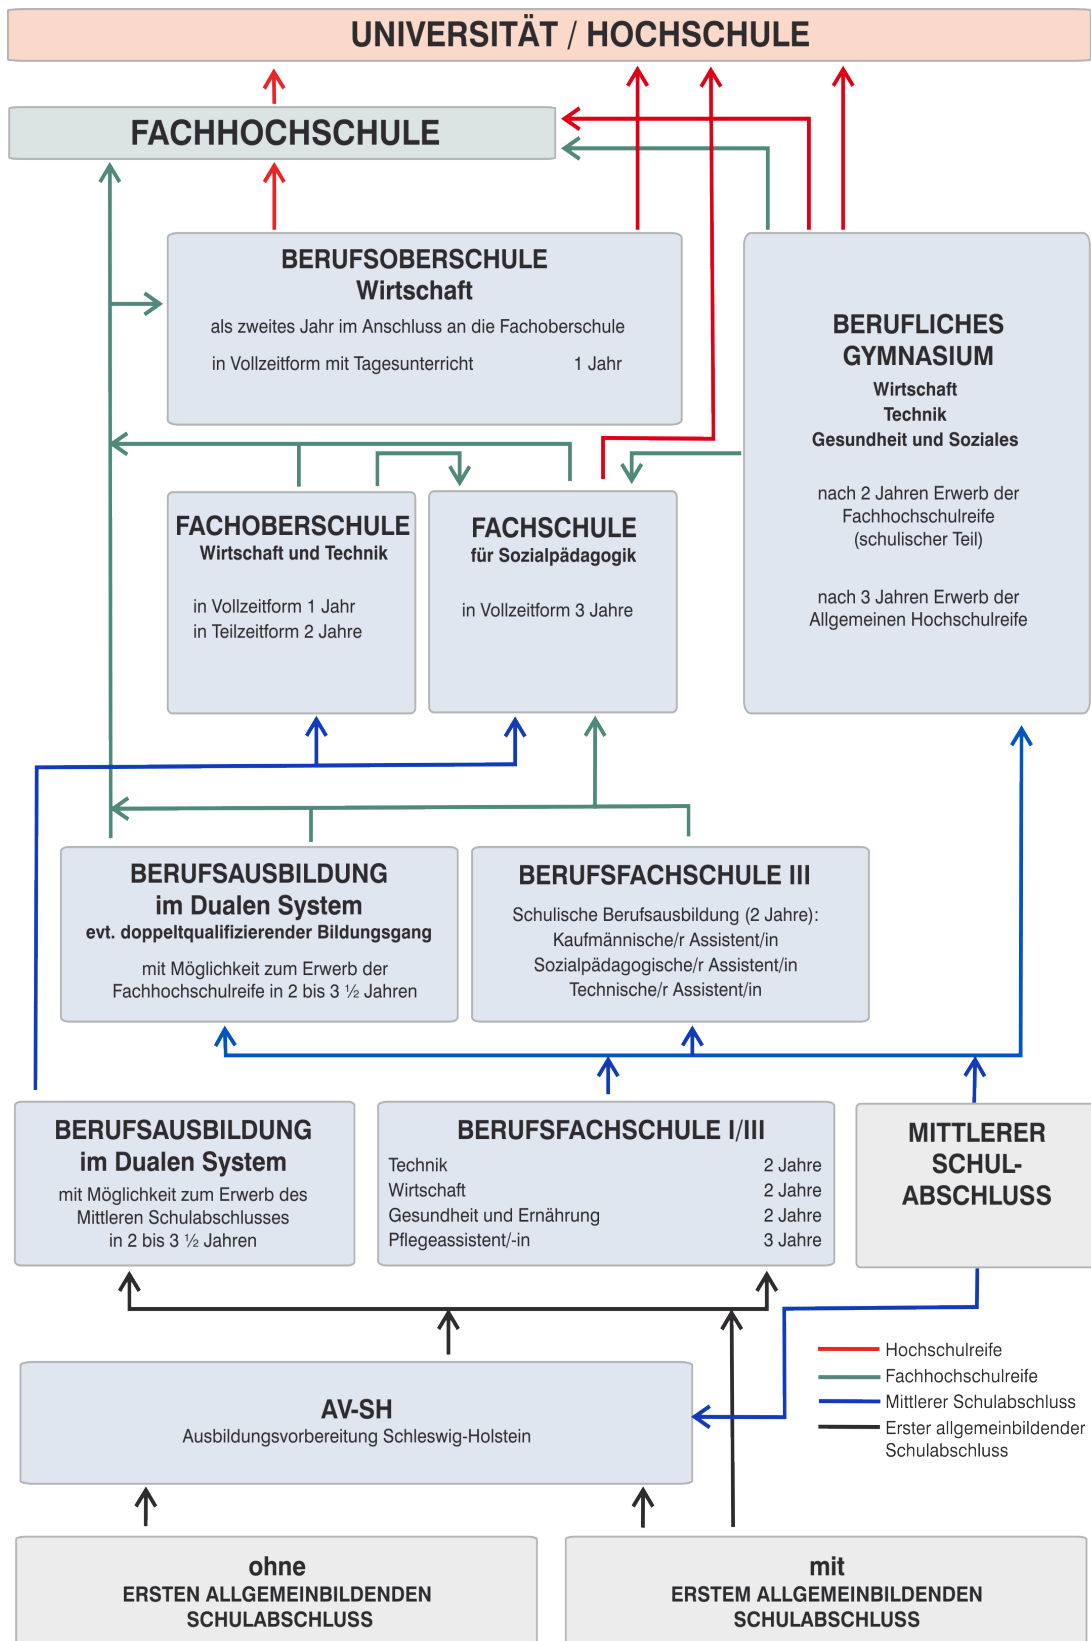 UNIVERSITÄT / HOCHSCHULE
FACHHOCHSCHULE
BERUFSOBERSCHULE
Wirtschaft
als zweites Jahr im Anschluss an die Fachoberschule
in Vollzeitform mit Tagesunterricht 1 Jahr
BERUFLICHES
GYMNASIUM
Wirtschaft
Technik
Gesundheit und Soziales
nach 2 Jahren Erwerb der
Fachhochschulreife
(schulischer Teil)
nach 3 Jahren Erwerb der
Allgemeinen Hochschulreife
FACHOBERSCHULE
Wirtschaft und Technik
in Vollzeitform 1 Jahr
in Teilzeitform 2 Jahre
FACHSCHULE
für Sozialpädagogik
in Vollzeitform 3 Jahre
BERUFSAUSBILDUNG
im Dualen System
evt. doppeltqualifizierender Bildungsgang
mit Möglichkeit zum Erwerb der
Fachhochschulreife in 2 bis 3 ½ Jahren
BERUFSFACHSCHULE III
Schulische Berufsausbildung (2 Jahre):
Kaufmännische/r Assistent/in
Sozialpädagogische/r Assistent/in
Technische/r Assistent/in
BERUFSAUSBILDUNG
im Dualen System
mit Möglichkeit zum Erwerb des
Mittleren Schulabschlusses
in 2 bis 3 ½ Jahren
BERUFSFACHSCHULE I/III
Technik 2 Jahre
Wirtschaft 2 Jahre
Gesundheit und Ernährung 2 Jahre
Pflegeassistent/-in 3 Jahre
MITTLERER
SCHUL-
ABSCHLUSS
AV-SH
Ausbildungsvorbereitung Schleswig-Holstein
Hochschulreife
Fachhochschulreife
Mittlerer Schulabschluss
Erster allgemeinbildender
Schulabschluss
ohne
ERSTEN ALLGEMEINBILDENDEN
SCHULABSCHLUSS
mit
ERSTEM ALLGEMEINBILDENDEN
SCHULABSCHLUSS